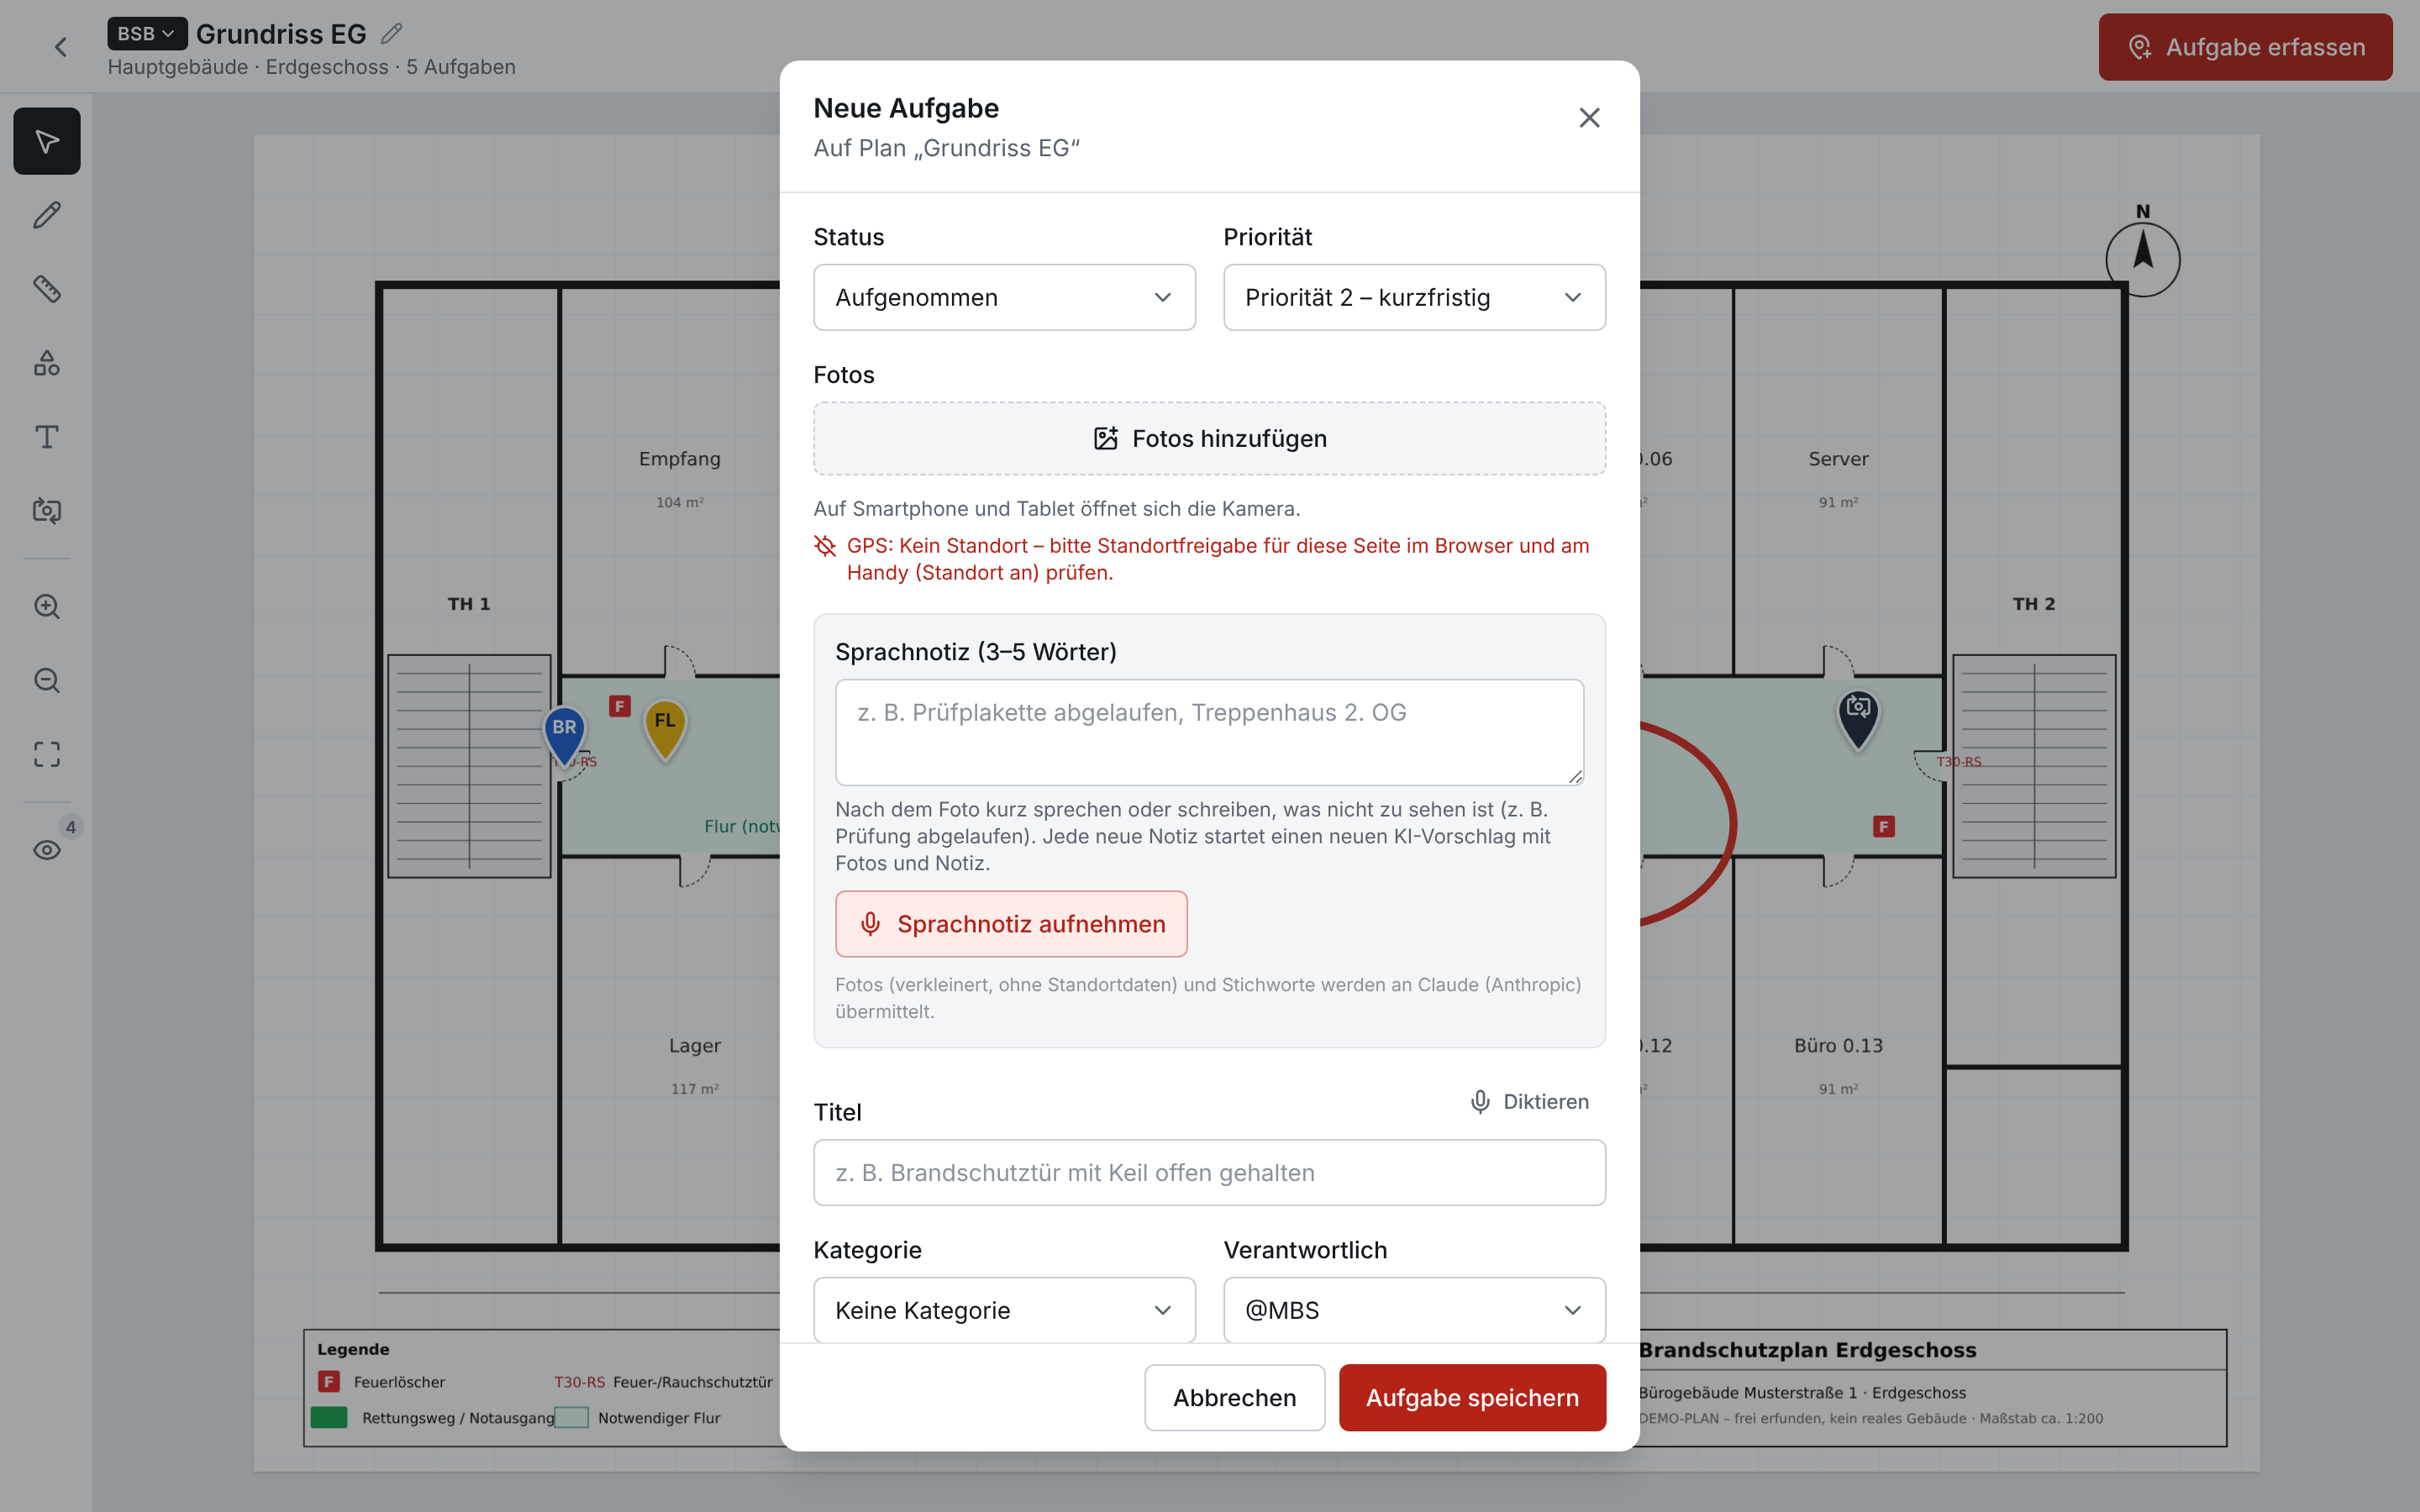 BSB
Grundriss EG
Hauptgebäude · Erdgeschoss · 5 Aufgaben
Aufgabe erfassen
Neue Aufgabe
Auf Plan „Grundriss EG“
Status
Priorität
Aufgenommen
Priorität 2 – kurzfristig
Fotos
Fotos hinzufügen
Auf Smartphone und Tablet öffnet sich die Kamera.
GPS: Kein Standort – bitte Standortfreigabe für diese Seite im Browser und am
Handy (Standort an) prüfen.
Sprachnotiz (3–5 Wörter)
z. B. Prüfplakette abgelaufen, Treppenhaus 2. OG
Nach dem Foto kurz sprechen oder schreiben, was nicht zu sehen ist (z. B.
Prüfung abgelaufen). Jede neue Notiz startet einen neuen KI-Vorschlag mit
Fotos und Notiz.
Sprachnotiz aufnehmen
Fotos (verkleinert, ohne Standortdaten) und Stichworte werden an Claude (Anthropic)
übermittelt.
Titel
Diktieren
z. B. Brandschutztür mit Keil offen gehalten
Kategorie
Verantwortlich
Keine Kategorie
@MBS
Abbrechen
Aufgabe speichern
4
N
Empfang
104 m²
TH 1
BR
F
FL
Flur
Lager
117 m²
.06
Server
91 m²
TH 2
T30-RS
F
.12
Büro 0.13
91 m²
Legende
F Feuerlöscher
T30-RS Feuer-/Rauchschutztür
Rettungsweg / Notausgang
Notwendiger Flur
Brandschutzplan Erdgeschoss
Bürogebäude Musterstraße 1 · Erdgeschoss
DEMO-PLAN – frei erfunden, kein reales Gebäude · Maßstab ca. 1:200